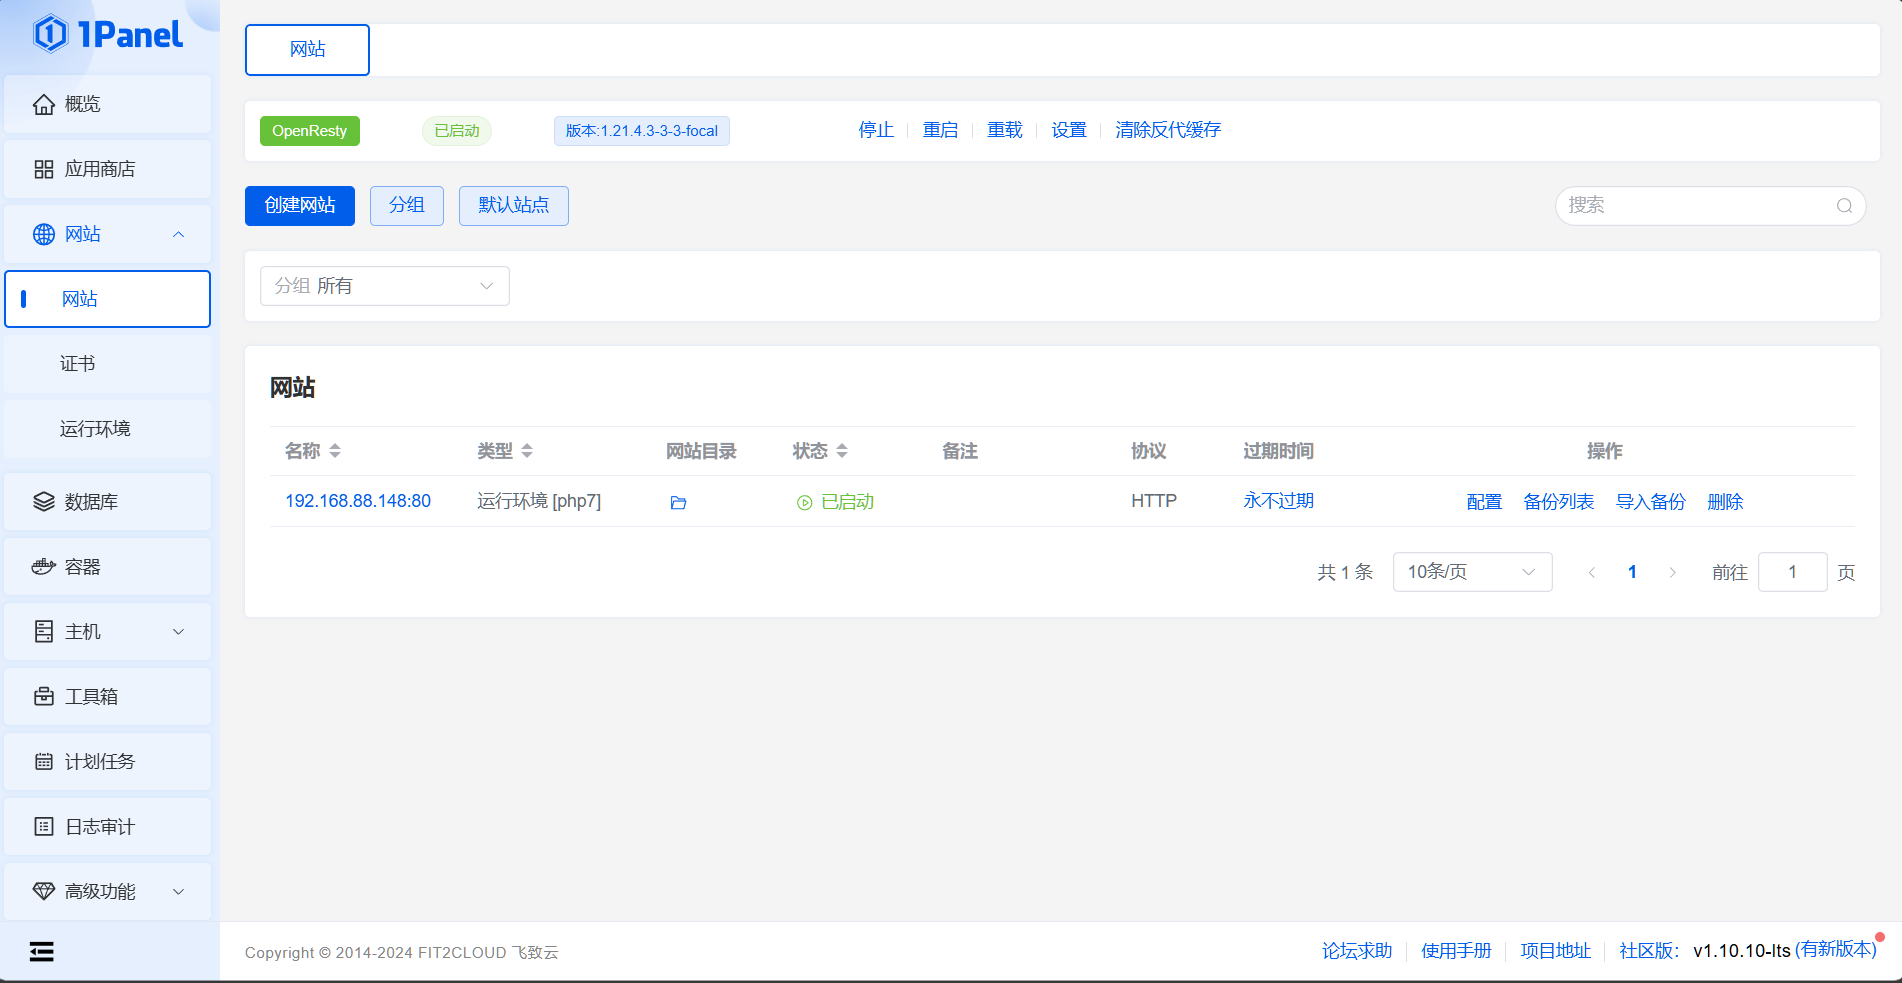 1Panel
概览
应用商店
网站
网站
证书
运行环境
数据库
容器
主机
工具箱
计划任务
日志审计
高级功能
网站
OpenResty 已启动 版本:1.21.4.3-3-3-focal 停止 重启 重载 设置 清除反代缓存
创建网站 分组 默认站点 搜索
分组 所有
网站
名称 类型 网站目录 状态 备注 协议 过期时间 操作
192.168.88.148:80 运行环境 [php7] 已启动 HTTP 永不过期 配置 备份列表 导入备份 删除
共 1 条 10条/页 1 前往 1 页
Copyright © 2014-2024 FIT2CLOUD 飞致云 论坛求助 使用手册 项目地址 社区版: v1.10.10-lts (有新版本)